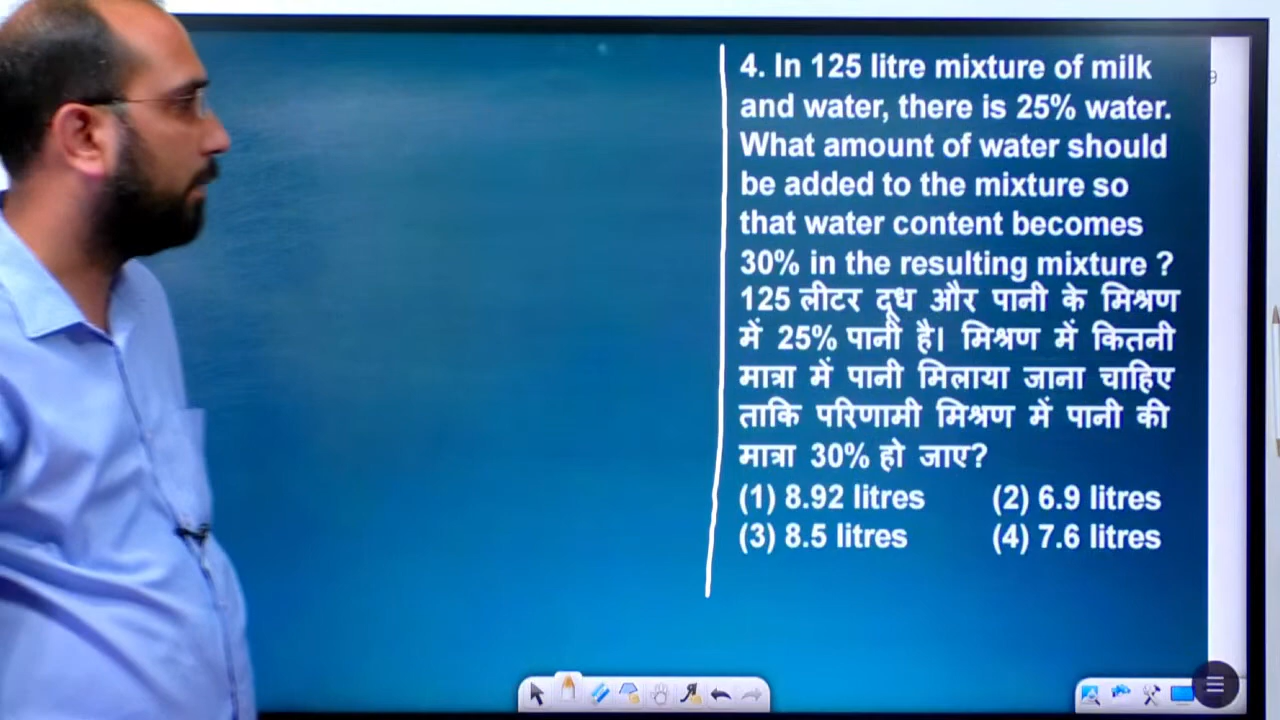 4. In 125 litre mixture of milk
and water, there is 25% water.
What amount of water should
be added to the mixture so
that water content becomes
30% in the resulting mixture ?
125 लीटर दूध और पानी के मिश्रण
में 25% पानी है। मिश्रण में कितनी
मात्रा में पानी मिलाया जाना चाहिए
ताकि परिणामी मिश्रण में पानी की
मात्रा 30% हो जाए?
(1) 8.92 litres (2) 6.9 litres
(3) 8.5 litres (4) 7.6 litres